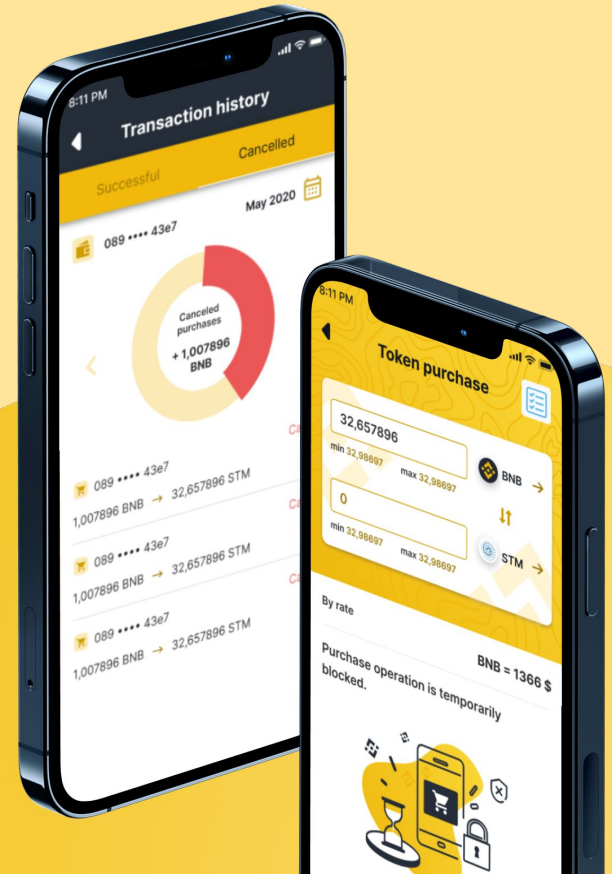 8:11 PM
Transaction history
Successful
Cancelled
089 •••• 43e7
May 2020
Canceled
purchases
+ 1,007896
BNB
089 •••• 43e7
1,007896 BNB → 32,657896 STM
089 •••• 43e7
1,007896 BNB → 32,657896 STM
089 •••• 43e7
1,007896 BNB → 32,657896 STM
8:11 PM
Token purchase
32,657896
BNB →
min 32,98697
max 32,98697
0
STM →
min 32,98697
max 32,98697
By rate
BNB = 1366 $
Purchase operation is temporarily
blocked.